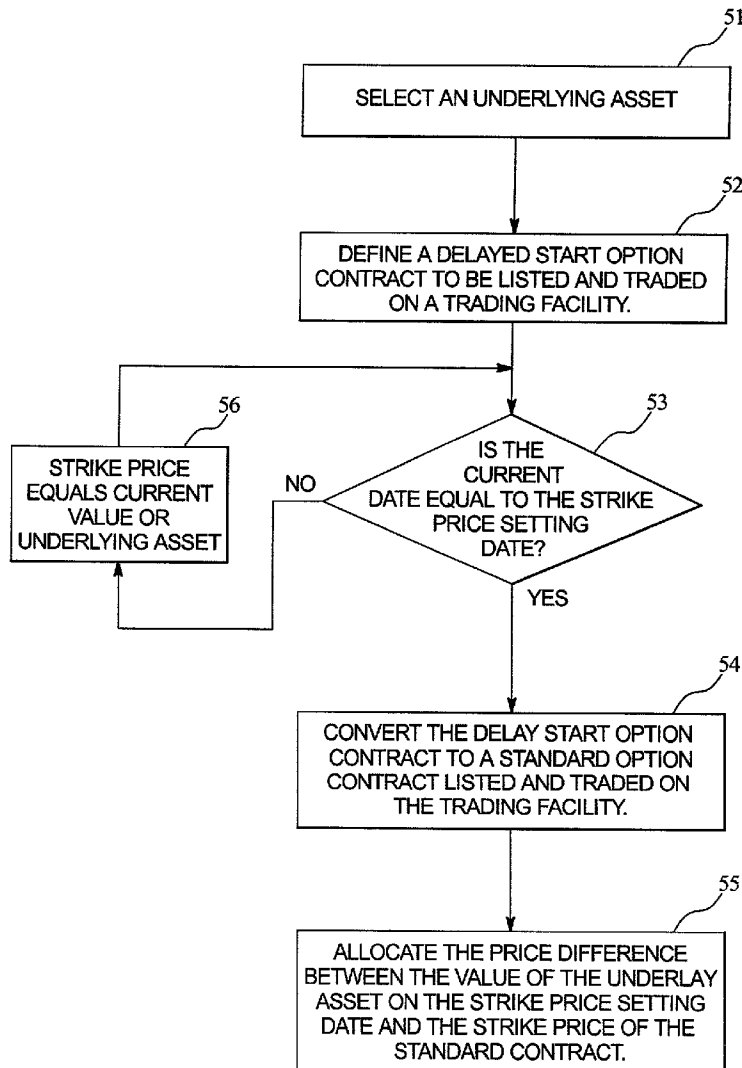 51
SELECT AN UNDERLYING ASSET
52
DEFINE A DELAYED START OPTION
CONTRACT TO BE LISTED AND TRADED
ON A TRADING FACILITY.
56
STRIKE PRICE
EQUALS CURRENT
VALUE OR
UNDERLYING ASSET
NO
53
IS THE
CURRENT
DATE EQUAL TO THE STRIKE
PRICE SETTING
DATE?
YES
54
CONVERT THE DELAY START OPTION
CONTRACT TO A STANDARD OPTION
CONTRACT LISTED AND TRADED ON
THE TRADING FACILITY.
55
ALLOCATE THE PRICE DIFFERENCE
BETWEEN THE VALUE OF THE UNDERLAY
ASSET ON THE STRIKE PRICE SETTING
DATE AND THE STRIKE PRICE OF THE
STANDARD CONTRACT.